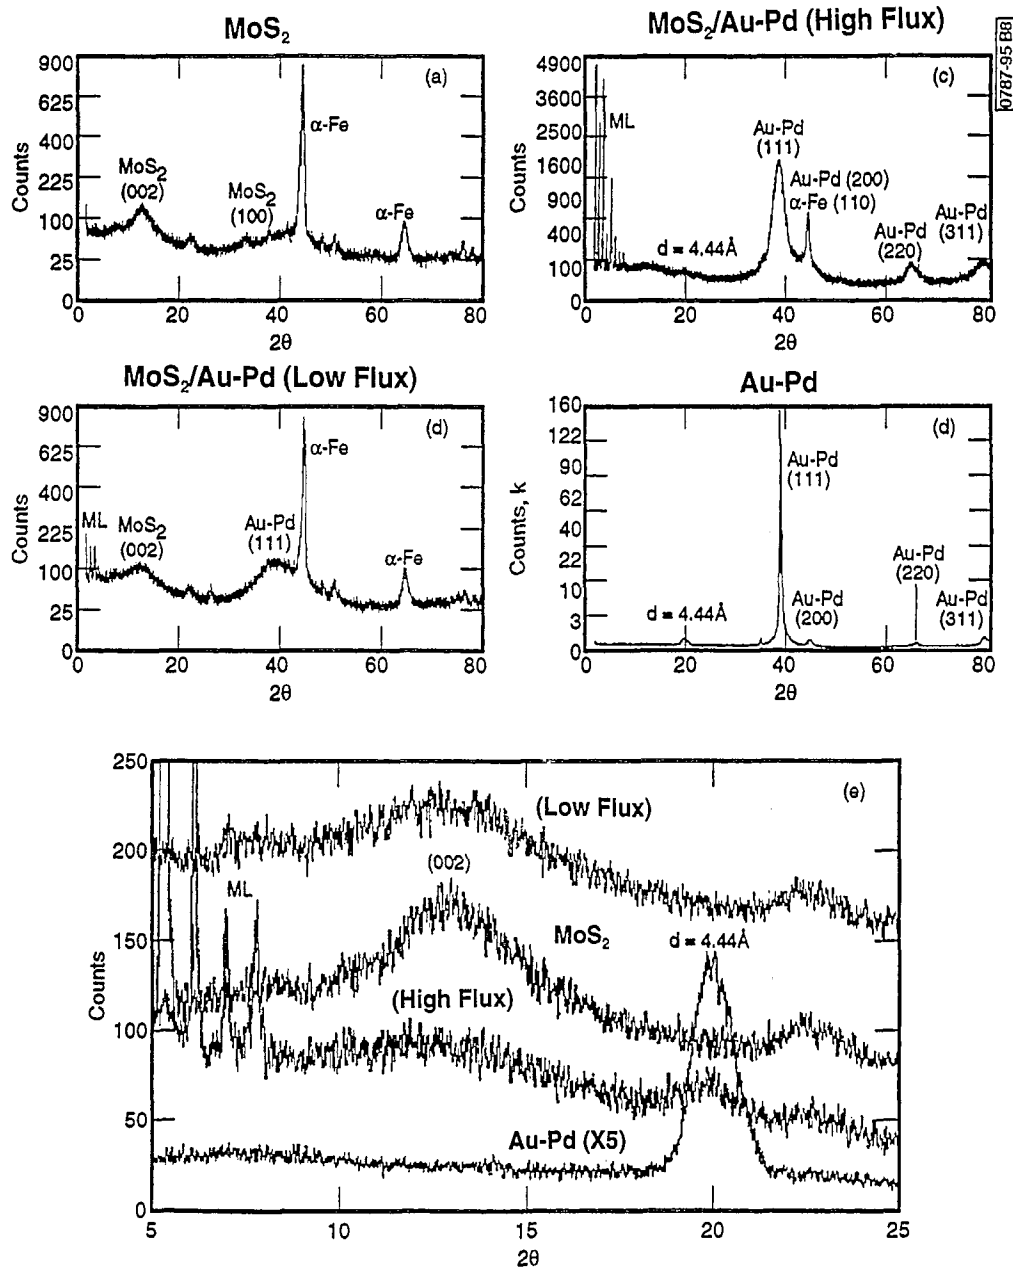 MoS2
900
625
400
225
100
25
0
Counts
(a)
MoS2
(002)
MoS2
(100)
α-Fe
α-Fe
0 20 40 60 80
2θ
MoS2/Au-Pd (High Flux)
0787-95 B8
4900
3600
2500
1600
900
400
100
0
Counts
(c)
ML
Au-Pd
(111)
Au-Pd (200)
α-Fe (110)
d = 4.44Å
Au-Pd
(220)
Au-Pd
(311)
0 20 40 60 80
2θ
MoS2/Au-Pd (Low Flux)
900
625
400
225
100
25
0
Counts
(d)
ML
MoS2
(002)
Au-Pd
(111)
α-Fe
α-Fe
0 20 40 60 80
2θ
Au-Pd
160
122
90
62
40
22
10
3
0
Counts, k
(d)
Au-Pd
(111)
d = 4.44Å
Au-Pd
(200)
Au-Pd
(220)
Au-Pd
(311)
0 20 40 60 80
2θ
250
200
150
100
50
0
Counts
(e)
(Low Flux)
(002)
ML
MoS2
d = 4.44Å
(High Flux)
Au-Pd (X5)
5 10 15 20 25
2θ